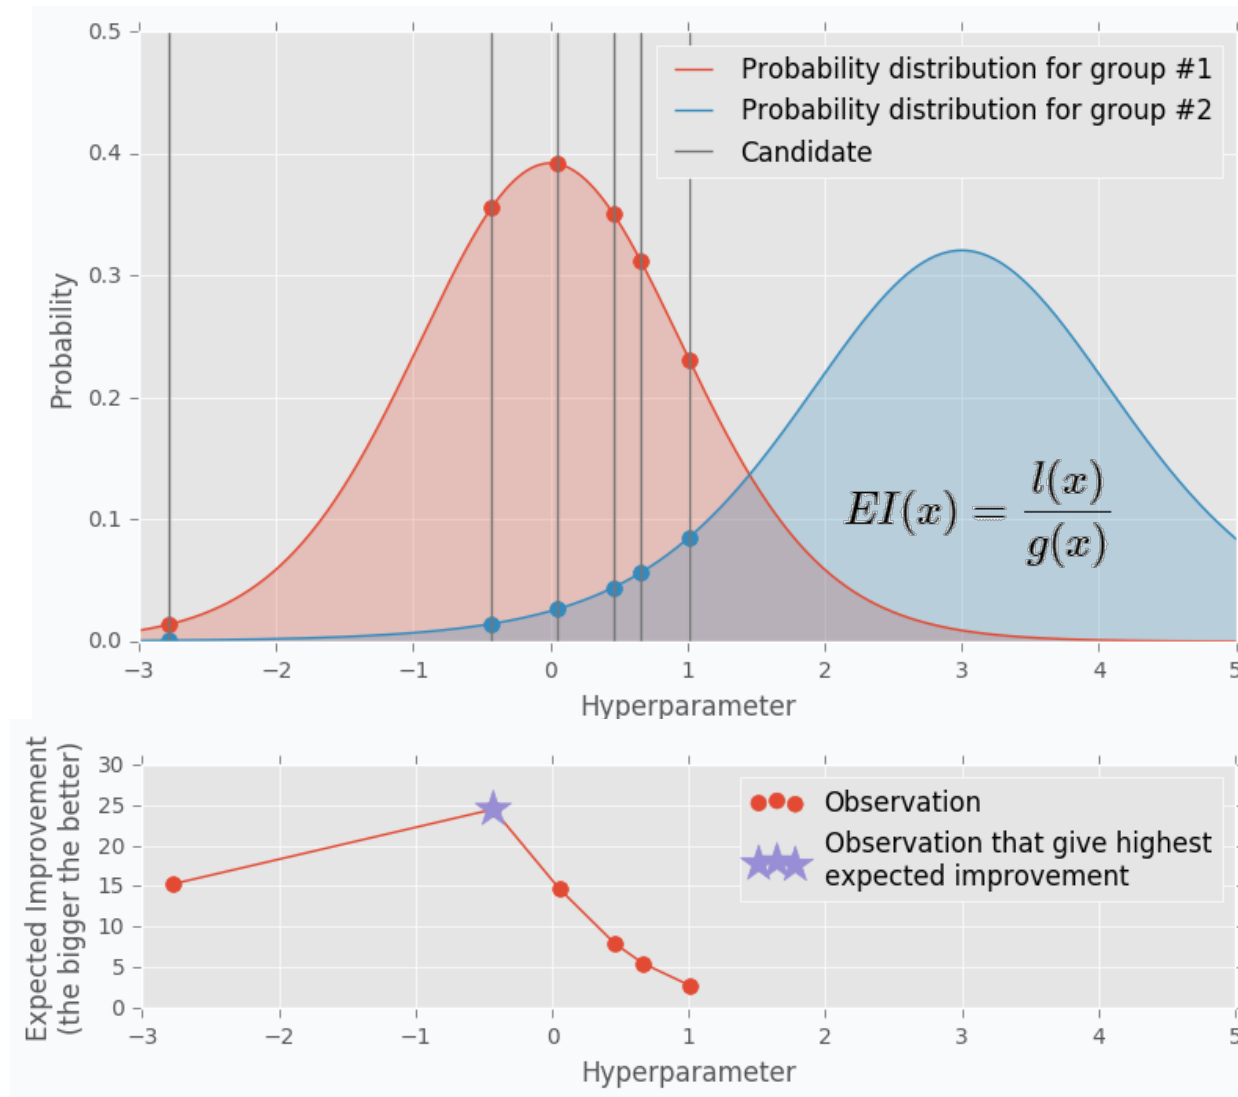 0.5
0.4
0.3
0.2
0.1
0.0
Probability
Probability distribution for group #1
Probability distribution for group #2
Candidate
EI(x) = l(x) / g(x)
−3 −2 −1 0 1 2 3 4 5
Hyperparameter
Expected Improvement
(the bigger the better)
30
25
20
15
10
5
0
Observation
Observation that give highest
expected improvement
−3 −2 −1 0 1 2 3 4 5
Hyperparameter